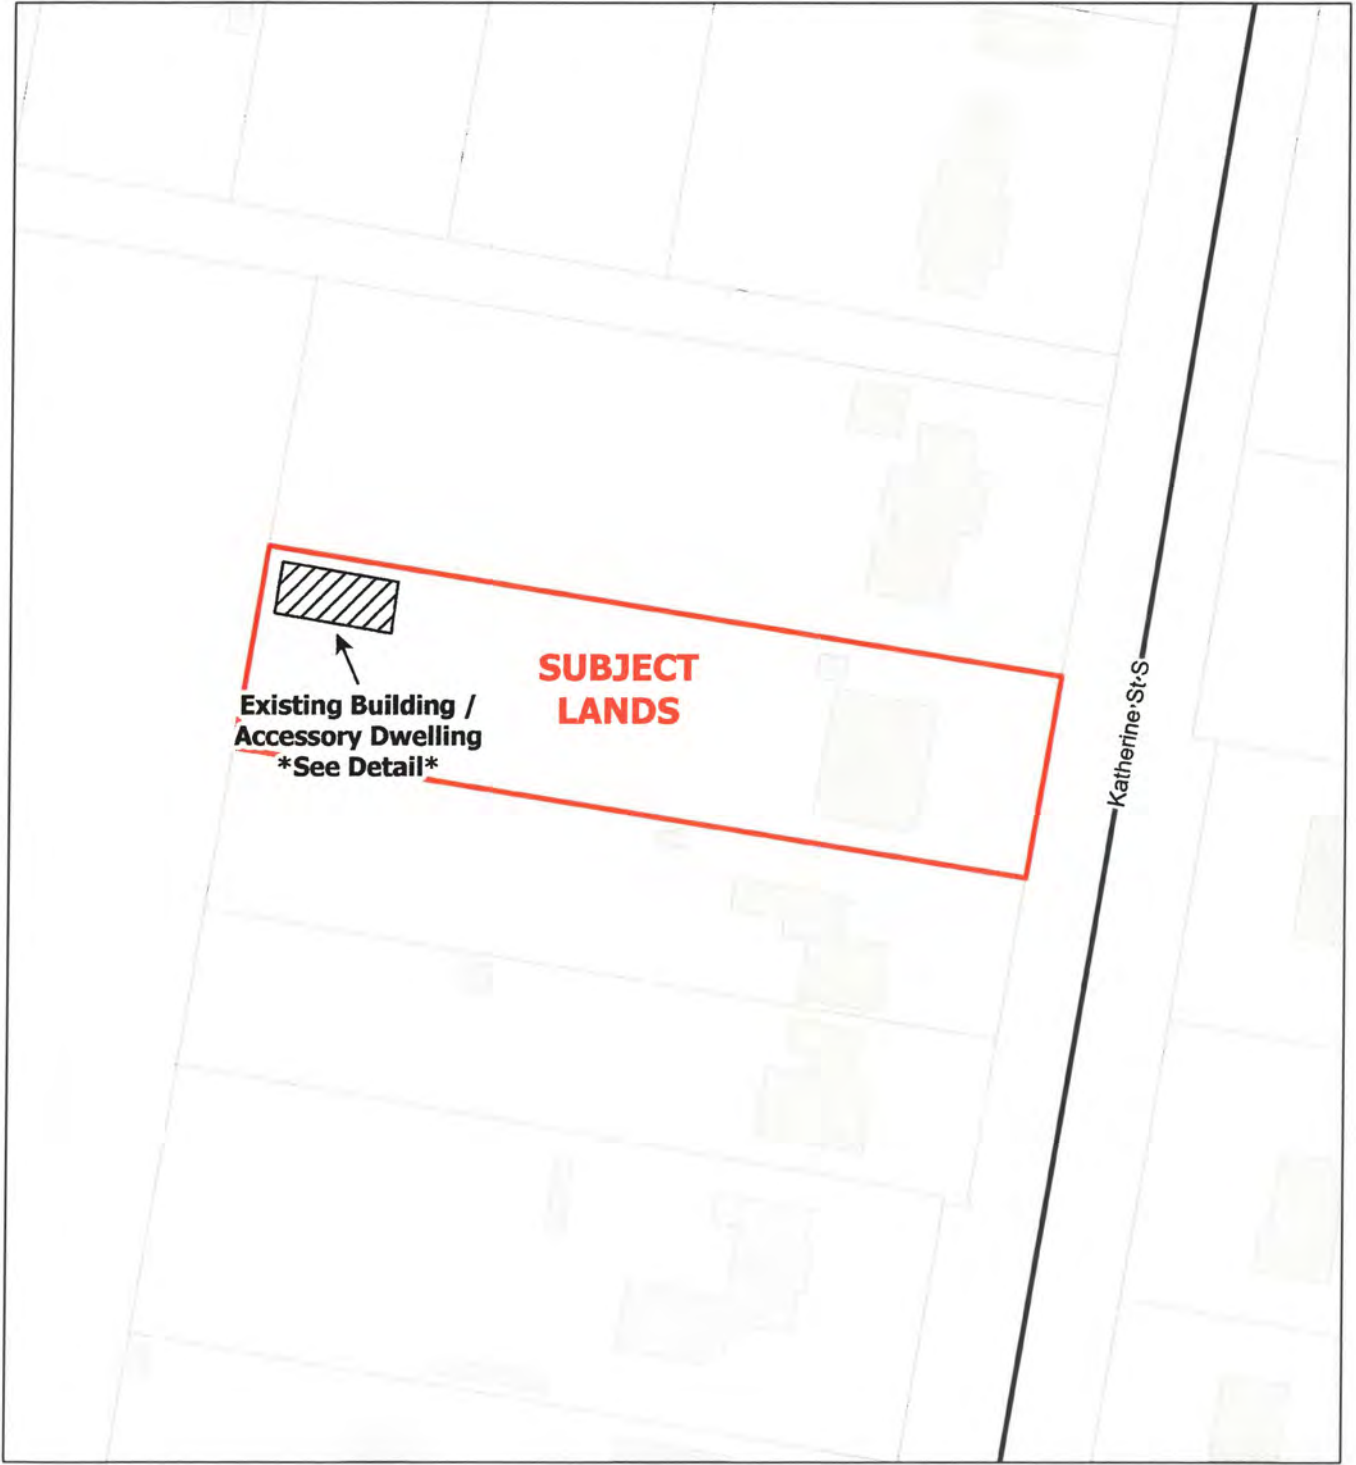 SUBJECT
LANDS
Existing Building /
Accessory Dwelling
*See Detail*
Katherine St S